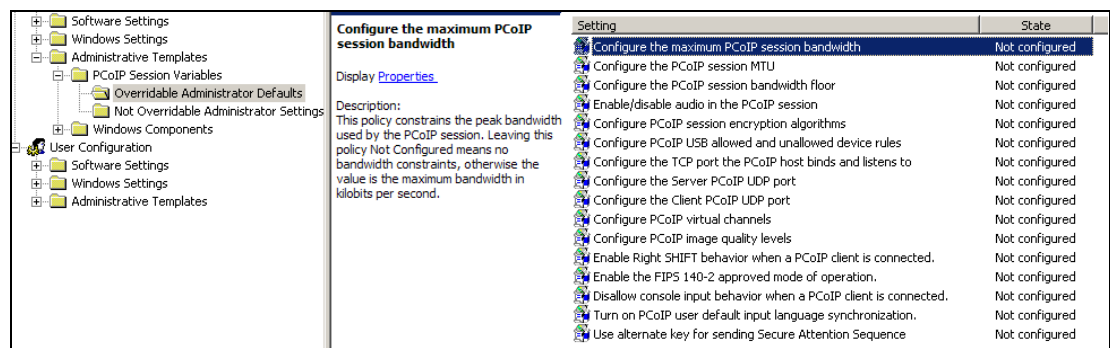 Software Settings
Windows Settings
Administrative Templates
PCoIP Session Variables
Overridable Administrator Defaults
Not Overridable Administrator Settings
Windows Components
User Configuration
Software Settings
Windows Settings
Administrative Templates
Configure the maximum PCoIP
session bandwidth
Display Properties
Description:
This policy constrains the peak bandwidth
used by the PCoIP session. Leaving this
policy Not Configured means no
bandwidth constraints, otherwise the
value is the maximum bandwidth in
kilobits per second.
Setting State
Configure the maximum PCoIP session bandwidth Not configured
Configure the PCoIP session MTU Not configured
Configure the PCoIP session bandwidth floor Not configured
Enable/disable audio in the PCoIP session Not configured
Configure PCoIP session encryption algorithms Not configured
Configure PCoIP USB allowed and unallowed device rules Not configured
Configure the TCP port the PCoIP host binds and listens to Not configured
Configure the Server PCoIP UDP port Not configured
Configure the Client PCoIP UDP port Not configured
Configure PCoIP virtual channels Not configured
Configure PCoIP image quality levels Not configured
Enable Right SHIFT behavior when a PCoIP client is connected. Not configured
Enable the FIPS 140-2 approved mode of operation. Not configured
Disallow console input behavior when a PCoIP client is connected. Not configured
Turn on PCoIP user default input language synchronization. Not configured
Use alternate key for sending Secure Attention Sequence Not configured